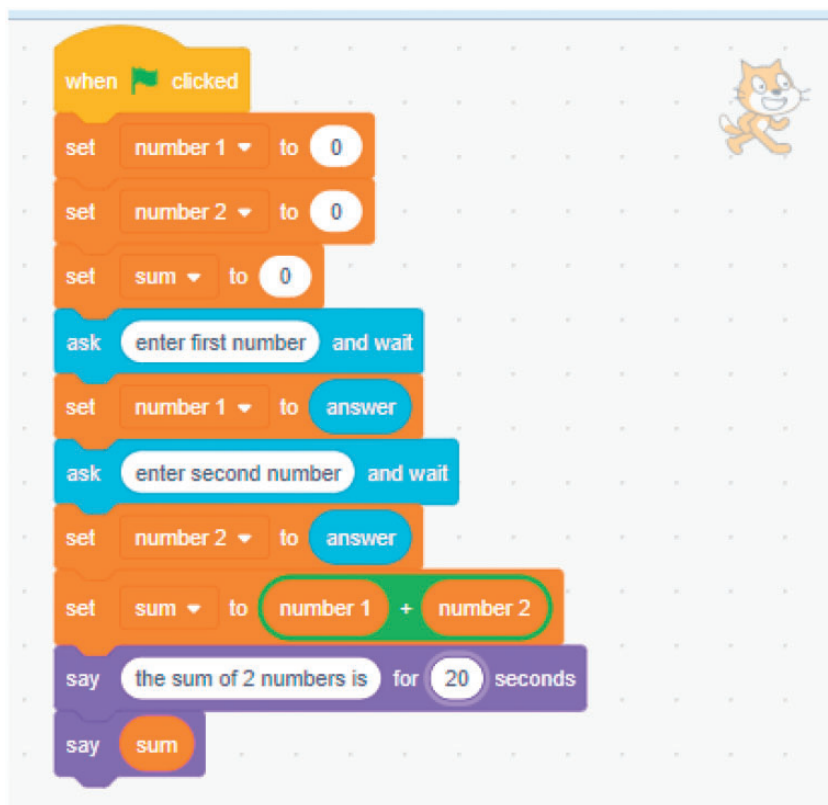 when clicked
set number 1 to 0
set number 2 to 0
set sum to 0
ask enter first number and wait
set number 1 to answer
ask enter second number and wait
set number 2 to answer
set sum to number 1 + number 2
say the sum of 2 numbers is for 20 seconds
say sum